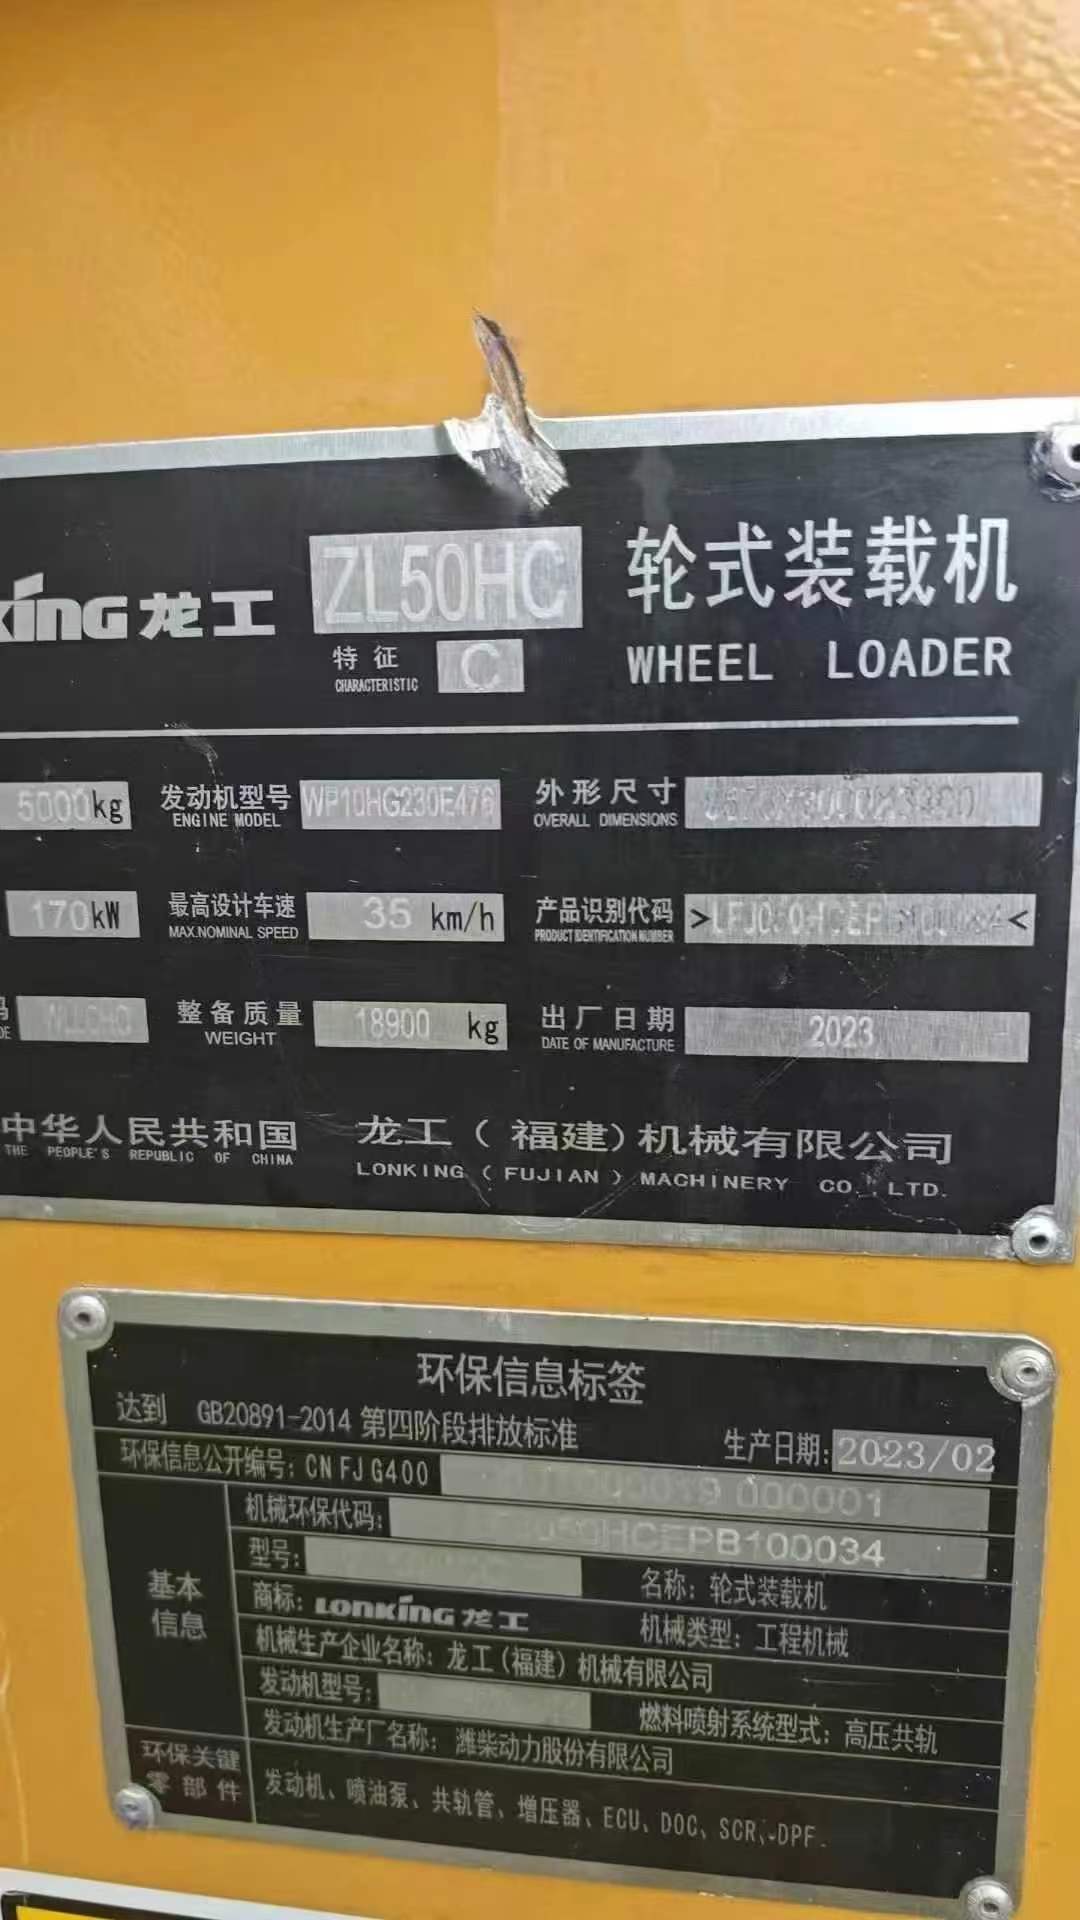 KING 龙工 ZL50HC 轮式装载机
特征 C WHEEL LOADER
CHARACTERISTIC
5000kg 发动机型号 WP10HG230E476 外形尺寸
ENGINE MODEL OVERALL DIMENSIONS
170kW 最高设计车速 35 km/h 产品识别代码
MAX.NOMINAL SPEED PRODUCT IDENTIFICATION NUMBER
整备质量 18900 kg 出厂日期 2023
WEIGHT DATE OF MANUFACTURE
中华人民共和国 龙工(福建)机械有限公司
THE PEOPLE'S REPUBLIC OF CHINA LONKING (FUJIAN) MACHINERY CO.,LTD.
环保信息标签
达到 GB20891-2014 第四阶段排放标准 生产日期: 2023/02
环保信息公开编号: CN FJ G400 000001
机械环保代码: 50HCEPB100034
基本信息
型号: 名称: 轮式装载机
商标: LONKING 龙工 机械类型: 工程机械
机械生产企业名称: 龙工(福建)机械有限公司
发动机型号: 燃料喷射系统型式: 高压共轨
发动机生产厂名称: 潍柴动力股份有限公司
环保关键零部件 发动机、喷油泵、共轨管、增压器、ECU、DOC、SCR、DPF